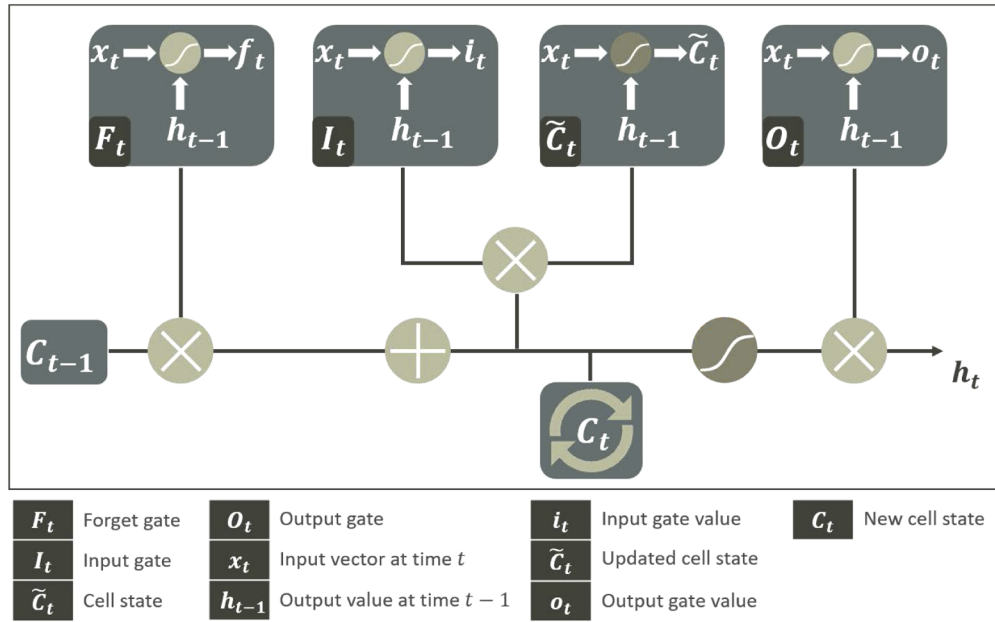 x_t f_t x_t i_t x_t C̃_t x_t o_t
F_t h_{t−1} I_t h_{t−1} C̃_t h_{t−1} O_t h_{t−1}
C_{t−1}
h_t
C_t
F_t Forget gate
I_t Input gate
C̃_t Cell state
O_t Output gate
x_t Input vector at time t
h_{t−1} Output value at time t − 1
i_t Input gate value
C̃_t Updated cell state
o_t Output gate value
C_t New cell state